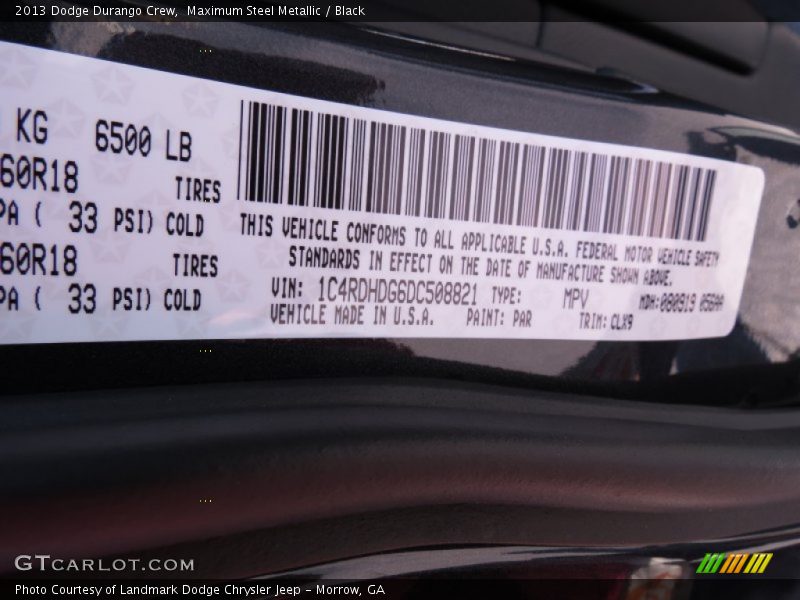 2013 Dodge Durango Crew,  Maximum Steel Metallic / Black
KG 6500 LB
60R18 TIRES
PA ( 33 PSI) COLD
60R18 TIRES
PA ( 33 PSI) COLD
THIS VEHICLE CONFORMS TO ALL APPLICABLE U.S.A. FEDERAL MOTOR VEHICLE SAFETY
STANDARDS IN EFFECT ON THE DATE OF MANUFACTURE SHOWN ABOVE.
VIN: 1C4RDHDG6DC508821 TYPE: MPV MDH:080919 056AA
VEHICLE MADE IN U.S.A. PAINT: PAR TRIM: CLX9
GTCARLOT.COM
Photo Courtesy of Landmark Dodge Chrysler Jeep - Morrow, GA